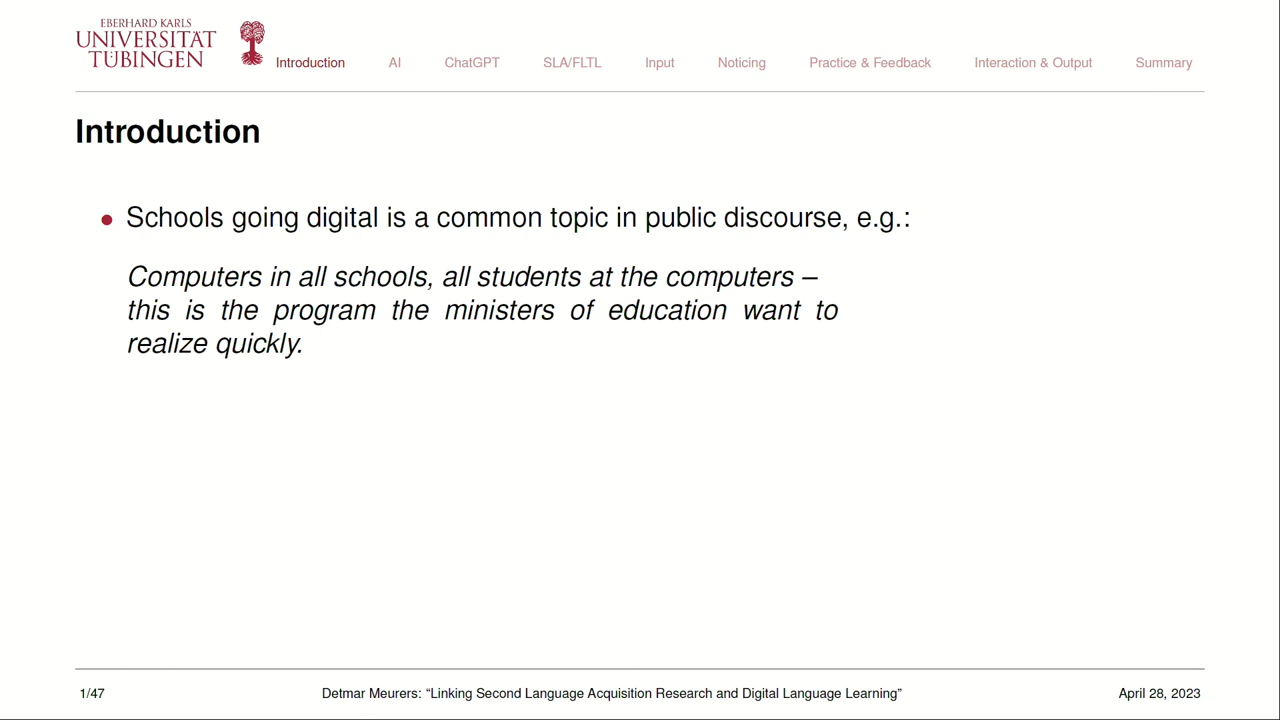 EBERHARD KARLS
UNIVERSITÄT
TÜBINGEN
Introduction AI ChatGPT SLA/FLTL Input Noticing Practice & Feedback Interaction & Output Summary
Introduction
• Schools going digital is a common topic in public discourse, e.g.:
Computers in all schools, all students at the computers –
this is the program the ministers of education want to
realize quickly.
1/47 Detmar Meurers: “Linking Second Language Acquisition Research and Digital Language Learning” April 28, 2023